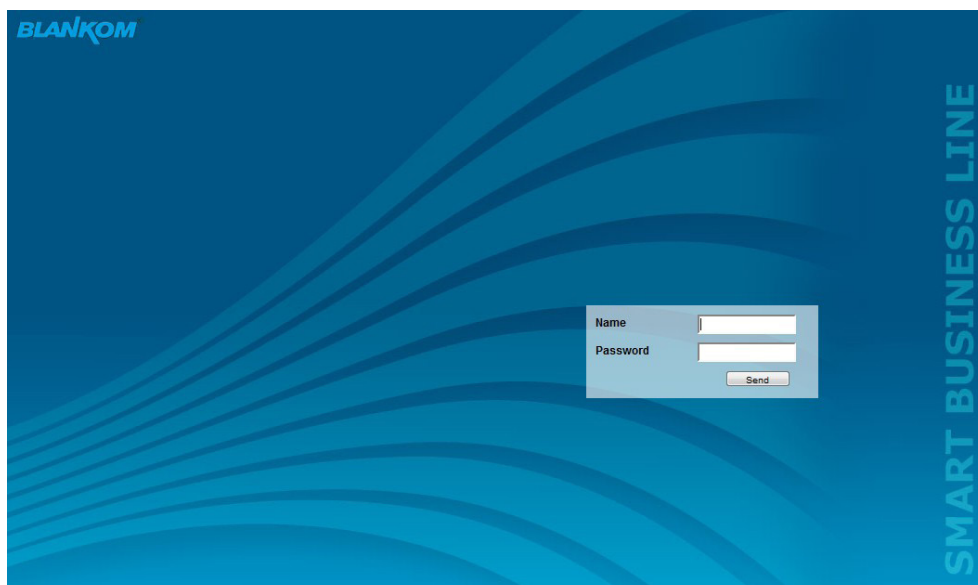 BLANKOM
Name
Password
Send
SMART BUSINESS LINE